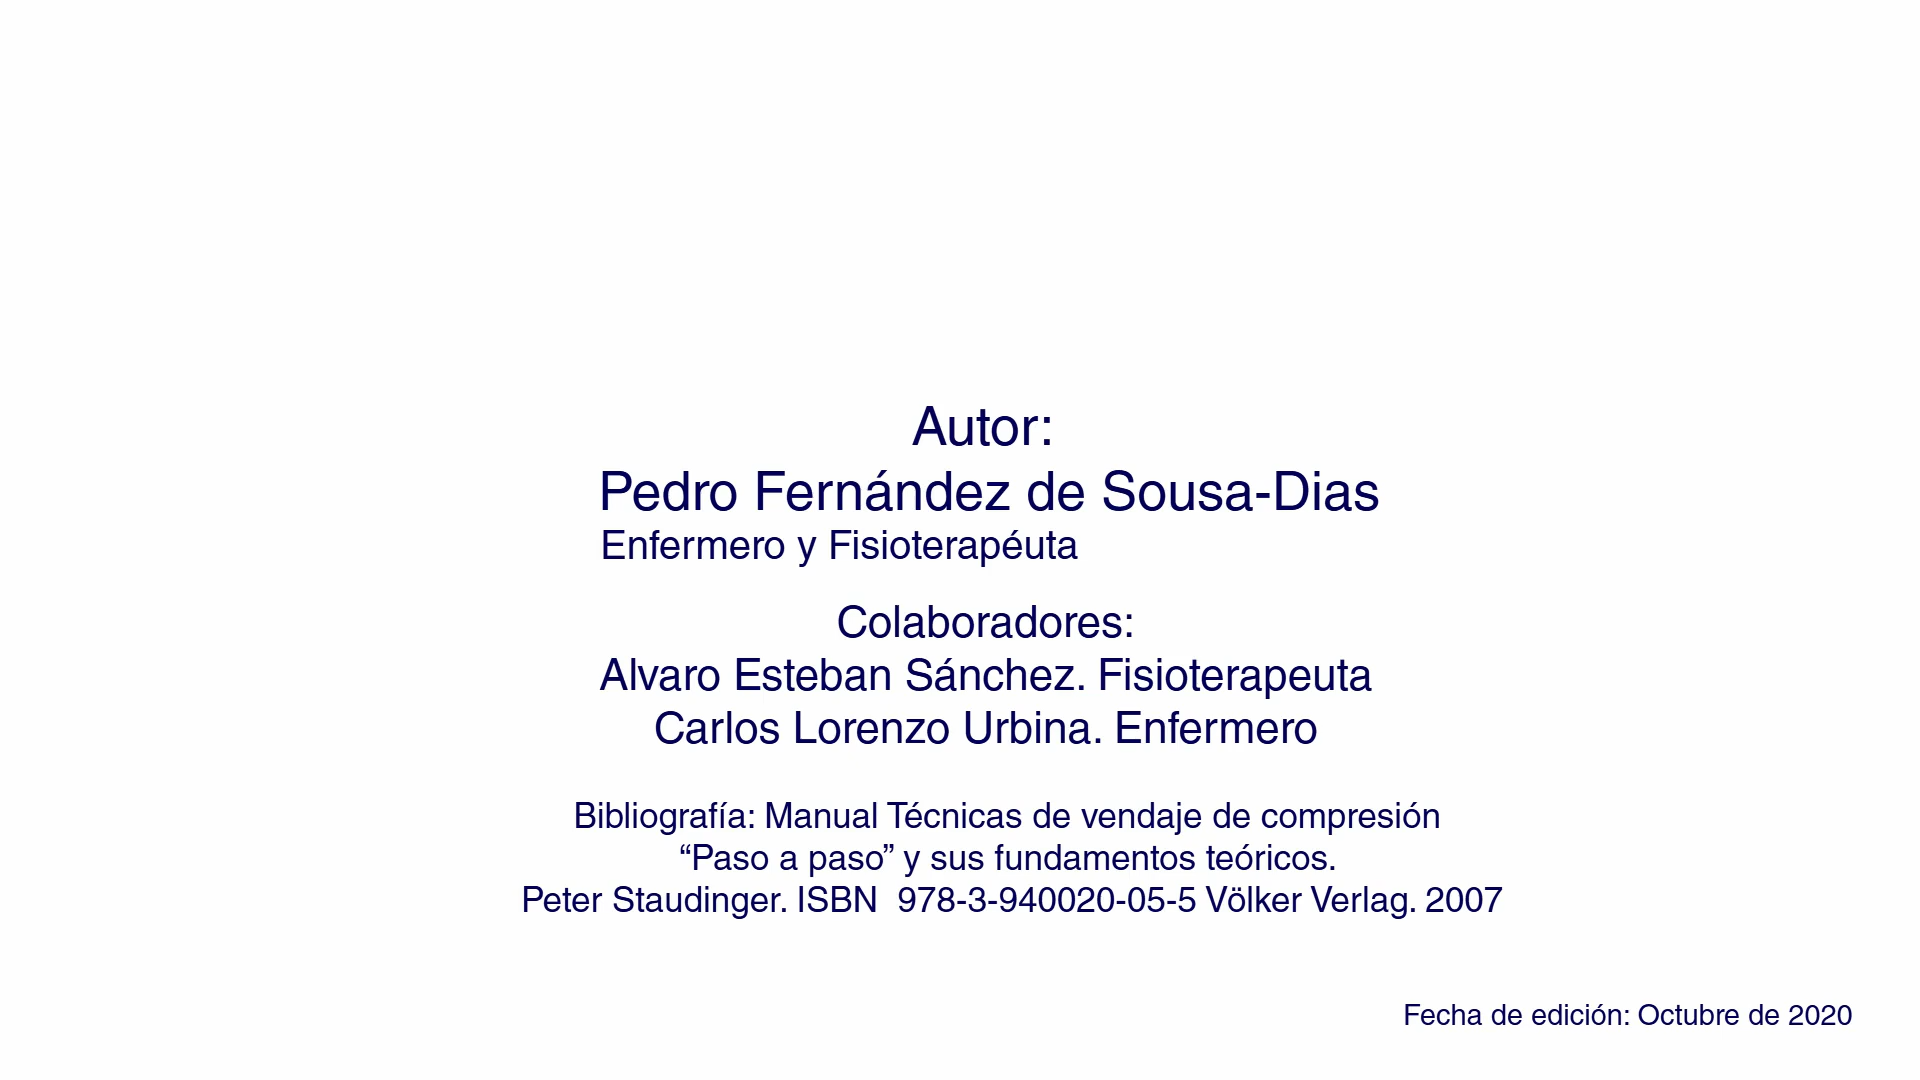 Autor:
Pedro Fernández de Sousa-Dias
Enfermero y Fisioterapéuta
Colaboradores:
Alvaro Esteban Sánchez. Fisioterapeuta
Carlos Lorenzo Urbina. Enfermero
Bibliografía: Manual Técnicas de vendaje de compresión
“Paso a paso” y sus fundamentos teóricos.
Peter Staudinger. ISBN  978-3-940020-05-5 Völker Verlag. 2007
Fecha de edición: Octubre de 2020